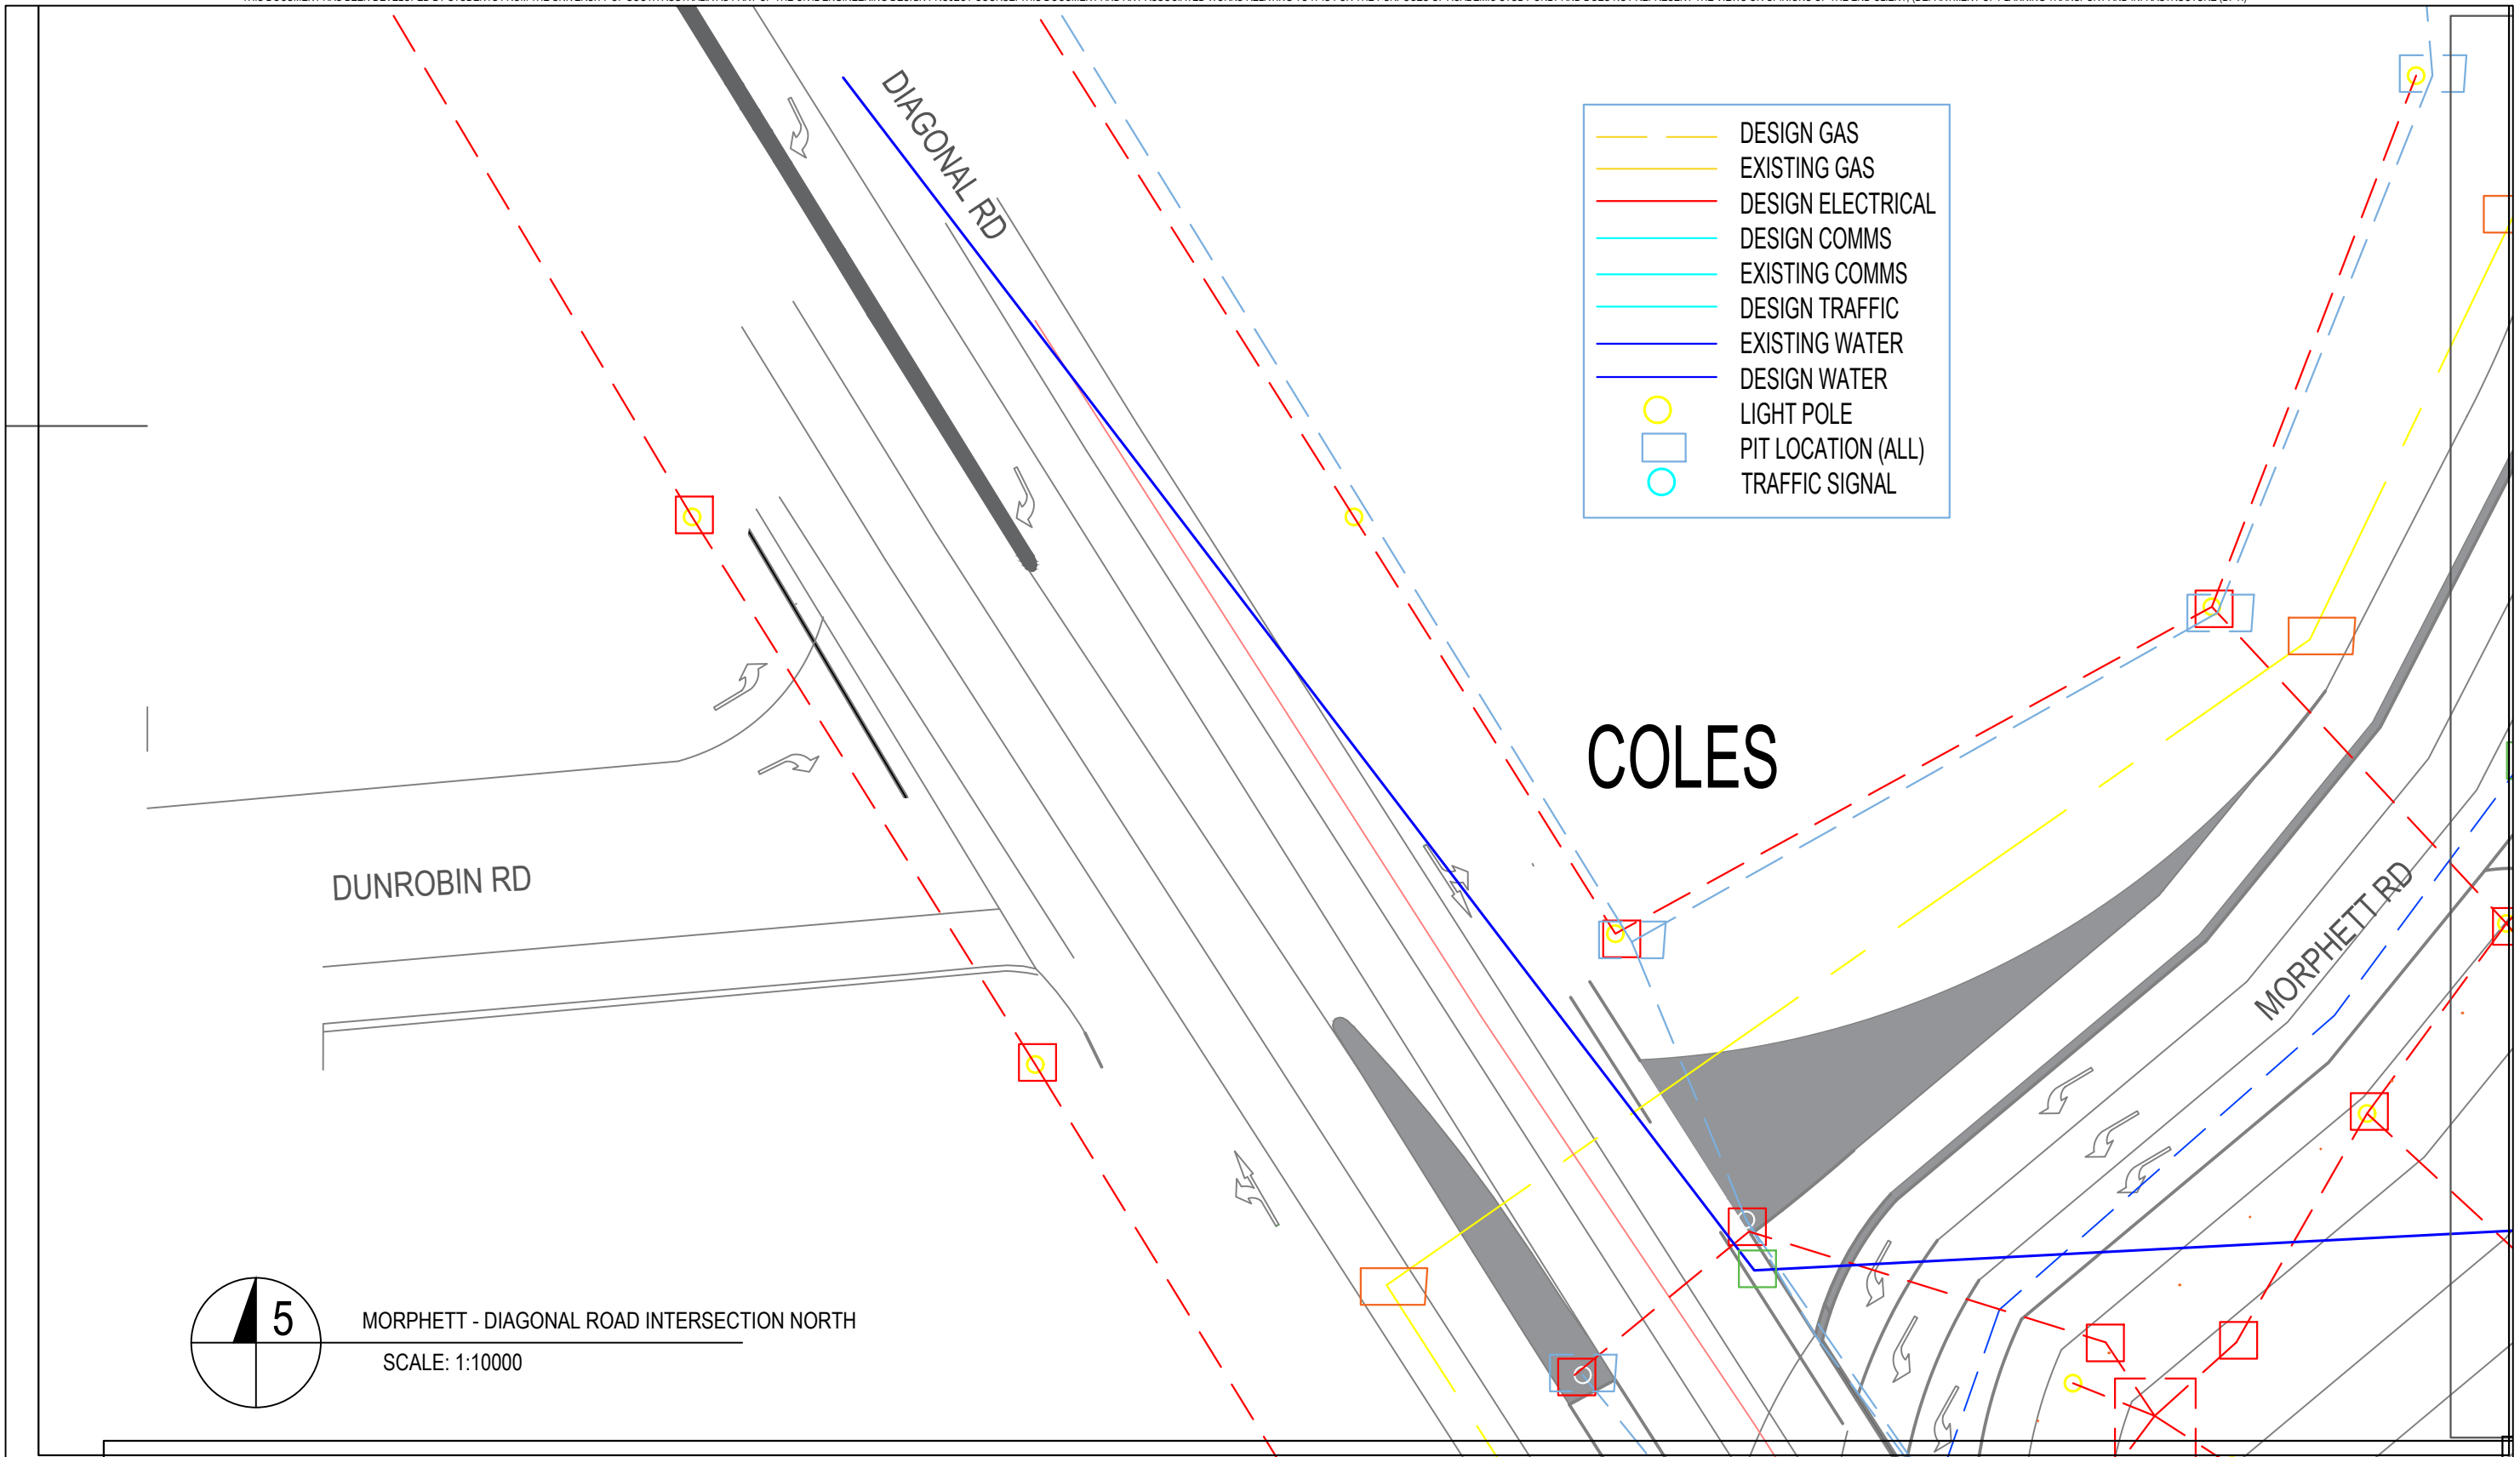 DIAGONAL RD
DESIGN GAS
EXISTING GAS
DESIGN ELECTRICAL
DESIGN COMMS
EXISTING COMMS
DESIGN TRAFFIC
EXISTING WATER
DESIGN WATER
LIGHT POLE
PIT LOCATION (ALL)
TRAFFIC SIGNAL
COLES
DUNROBIN RD
MORPHETT RD
5
MORPHETT - DIAGONAL ROAD INTERSECTION NORTH
SCALE: 1:10000